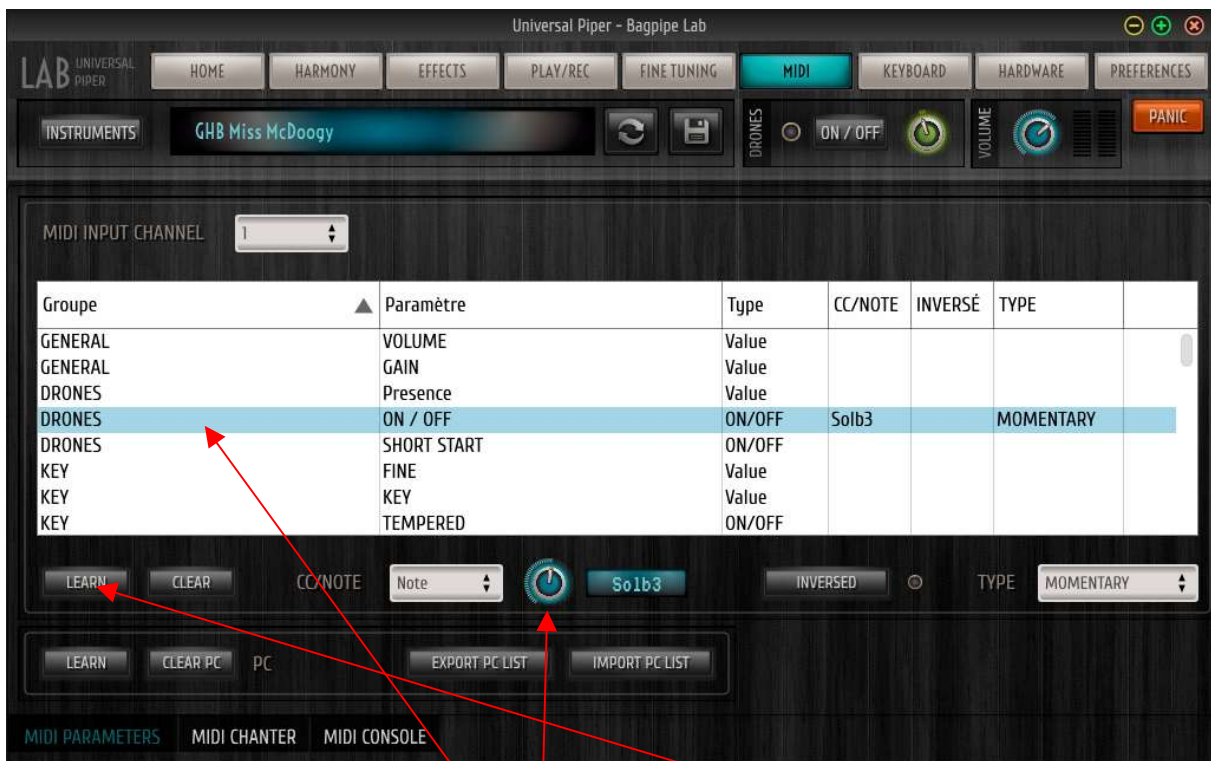 Universal Piper - Bagpipe Lab
LAB UNIVERSAL PIPER HOME HARMONY EFFECTS PLAY/REC FINE TUNING MIDI KEYBOARD HARDWARE PREFERENCES
INSTRUMENTS GHB Miss McDoogy DRONES ON / OFF VOLUME PANIC
MIDI INPUT CHANNEL 1
Groupe Paramètre Type CC/NOTE INVERSÉ TYPE
GENERAL VOLUME Value
GENERAL GAIN Value
DRONES Presence Value
DRONES ON / OFF ON/OFF Solb3 MOMENTARY
DRONES SHORT START ON/OFF
KEY FINE Value
KEY KEY Value
KEY TEMPERED ON/OFF
LEARN CLEAR CC/NOTE Note Solb3 INVERSED TYPE MOMENTARY
LEARN CLEAR PC PC EXPORT PC LIST IMPORT PC LIST
MIDI PARAMETERS MIDI CHANTER MIDI CONSOLE